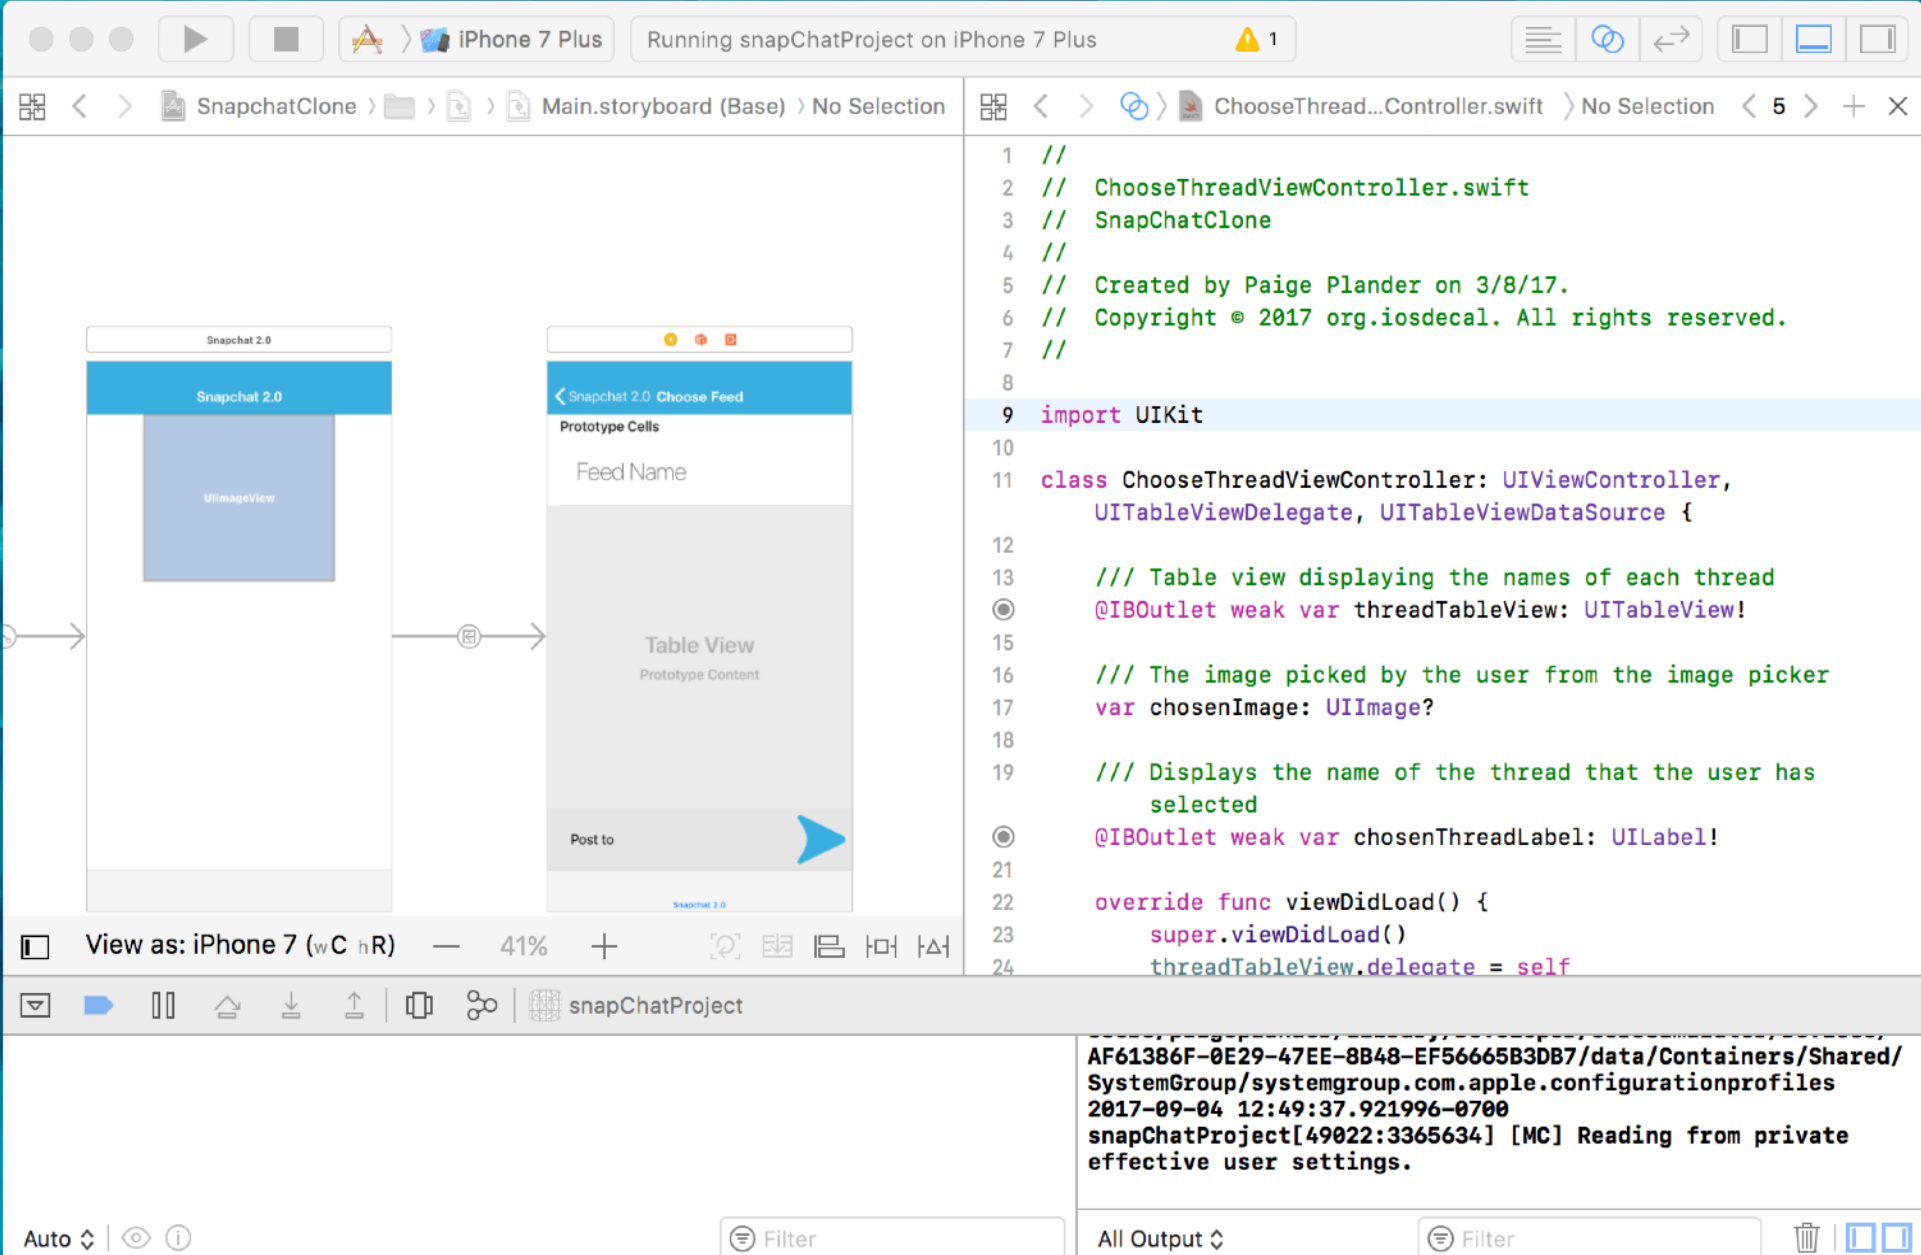 iPhone 7 Plus
Running snapChatProject on iPhone 7 Plus
1
SnapchatClone
Main.storyboard (Base)
No Selection
ChooseThread...Controller.swift
No Selection
5
Snapchat 2.0
Snapchat 2.0
UIImageView
Snapchat 2.0 Choose Feed
Prototype Cells
Feed Name
Table View
Prototype Content
Post to
Snapchat 2.0
View as: iPhone 7 (wC hR)
41%
1 //
2 //  ChooseThreadViewController.swift
3 //  SnapChatClone
4 //
5 //  Created by Paige Plander on 3/8/17.
6 //  Copyright © 2017 org.iosdecal. All rights reserved.
7 //
8
9 import UIKit
10
11 class ChooseThreadViewController: UIViewController,
UITableViewDelegate, UITableViewDataSource {
12
13 /// Table view displaying the names of each thread
@IBOutlet weak var threadTableView: UITableView!
15
16 /// The image picked by the user from the image picker
17 var chosenImage: UIImage?
18
19 /// Displays the name of the thread that the user has
selected
@IBOutlet weak var chosenThreadLabel: UILabel!
21
22 override func viewDidLoad() {
23 super.viewDidLoad()
24 threadTableView.delegate = self
snapChatProject
AF61386F-0E29-47EE-8B48-EF56665B3DB7/data/Containers/Shared/
SystemGroup/systemgroup.com.apple.configurationprofiles
2017-09-04 12:49:37.921996-0700
snapChatProject[49022:3365634] [MC] Reading from private
effective user settings.
Auto
Filter
All Output
Filter